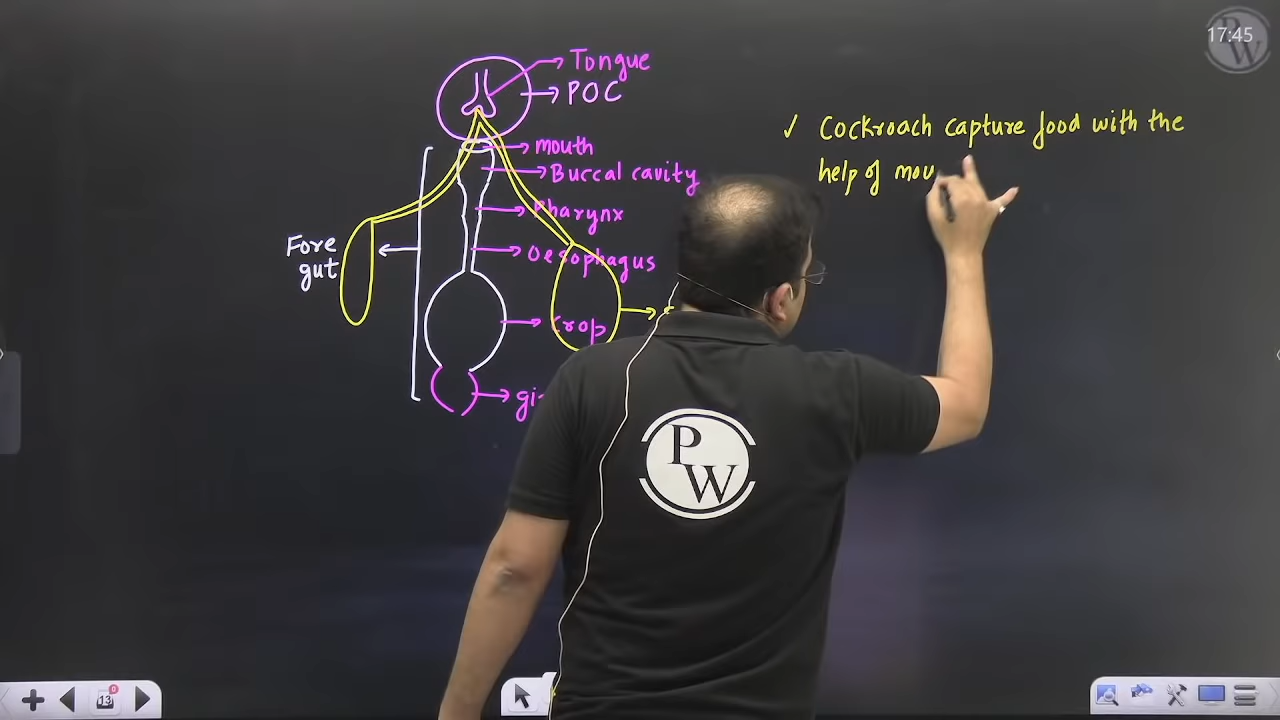 17:45
PW
Tongue
POC
mouth
Buccal cavity
Pharynx
Oesophagus
Fore
gut
Crop
✓ Cockroach capture food with the
help of mou
P
W
13